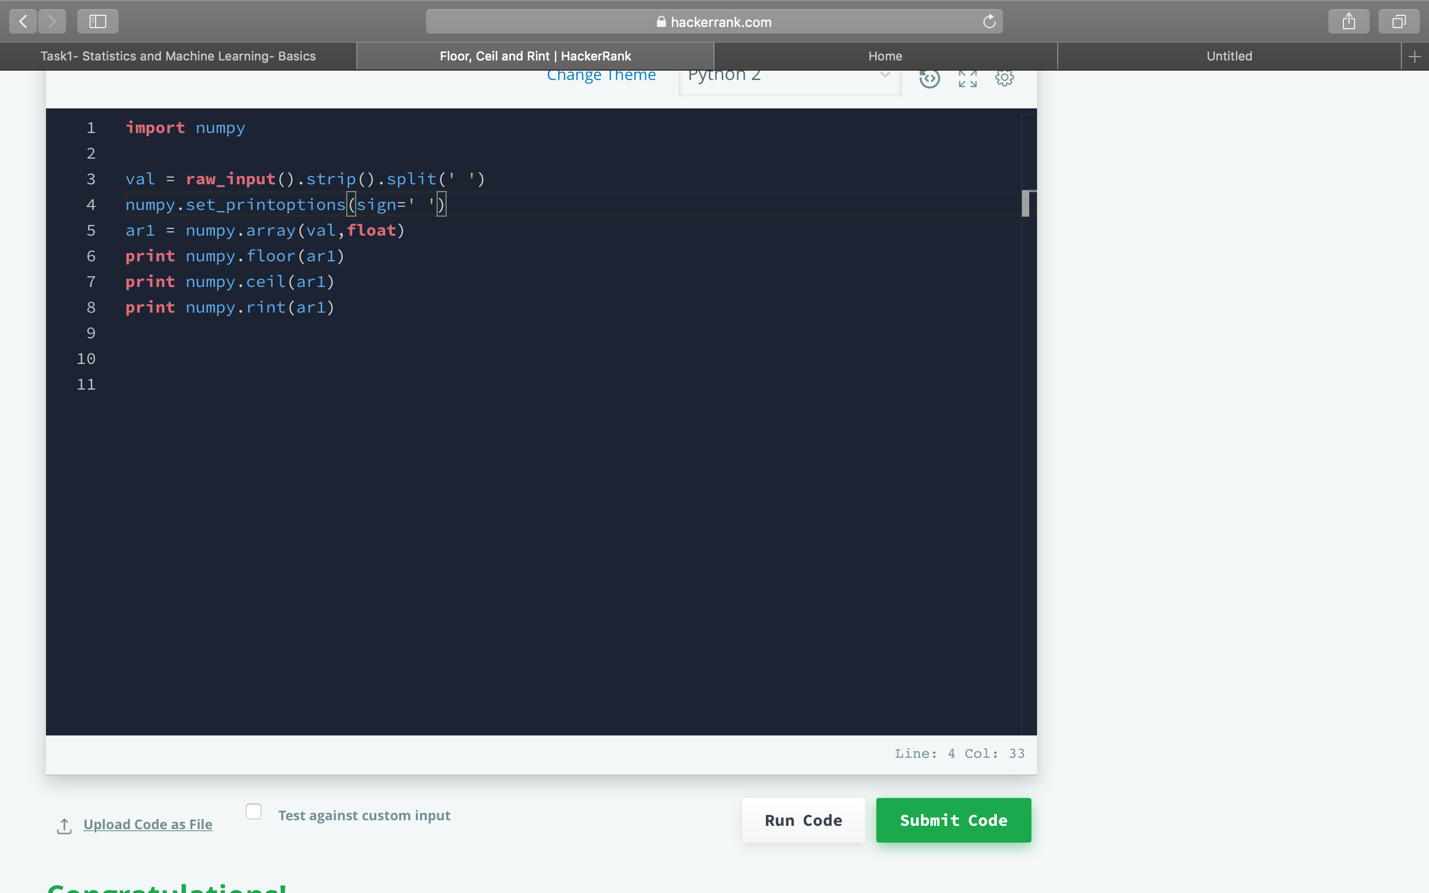 hackerrank.com
Task1- Statistics and Machine Learning- Basics
Floor, Ceil and Rint | HackerRank
Home
Untitled
Change Theme
Python 2
1 import numpy
2
3 val = raw_input().strip().split(' ')
4 numpy.set_printoptions(sign=' ')
5 ar1 = numpy.array(val,float)
6 print numpy.floor(ar1)
7 print numpy.ceil(ar1)
8 print numpy.rint(ar1)
9
10
11
Line: 4 Col: 33
Upload Code as File
Test against custom input
Run Code
Submit Code
Congratulations!